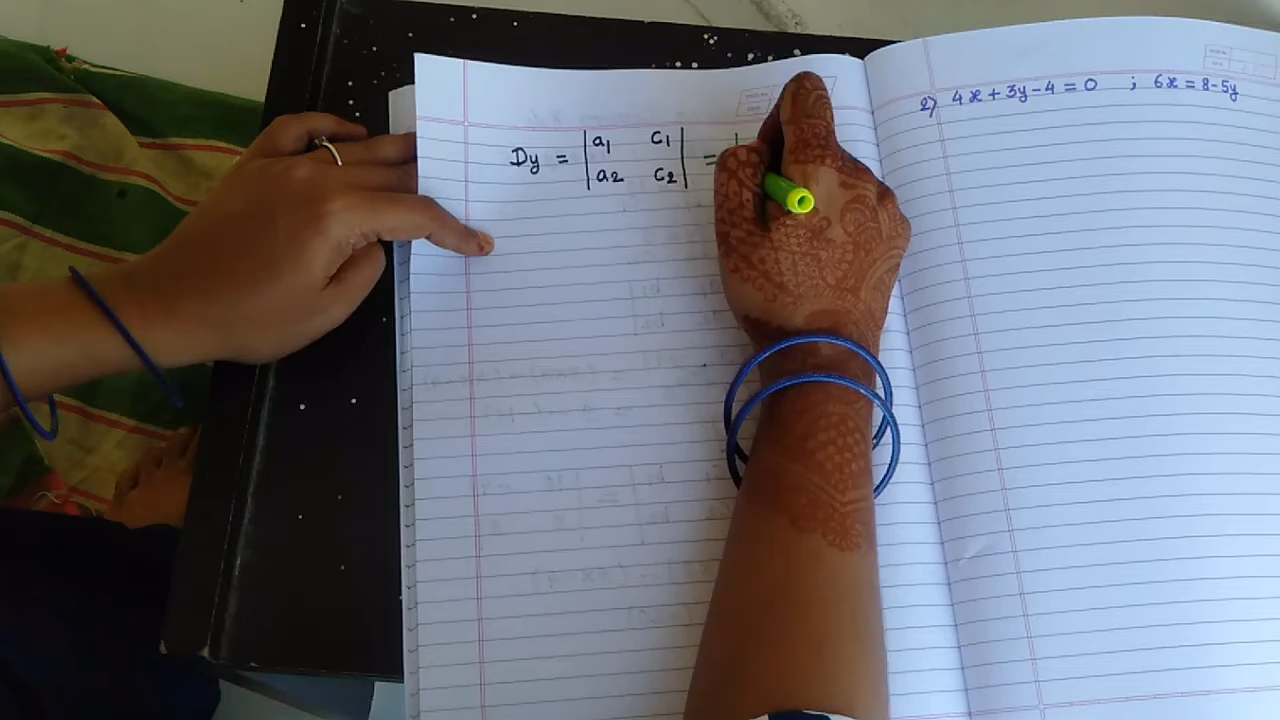 Dy = | a1 c1 | = |
| a2 c2 |
2) 4x + 3y - 4 = 0 ; 6x = 8 - 5y